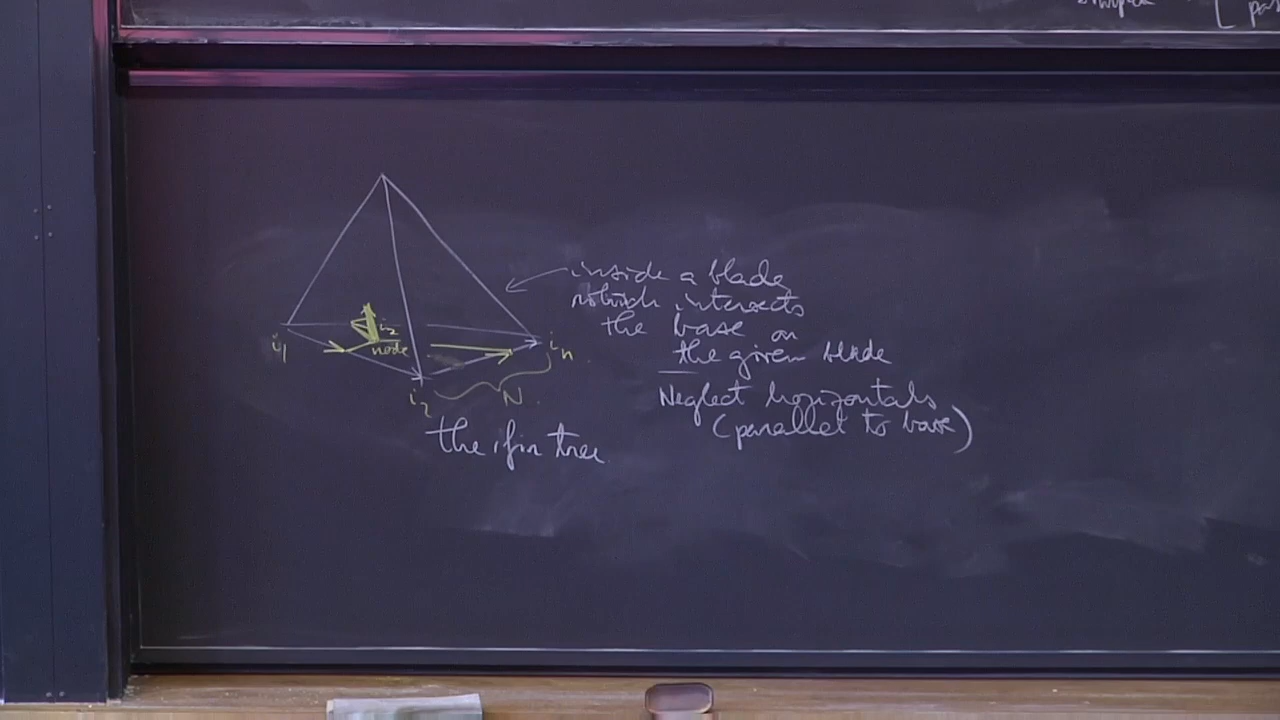 inside a blade
which intersects
the base on
the given blade
Neglect horizontals
(parallel to base)
i1
i2
node
in
i2
N.
the fir tree.